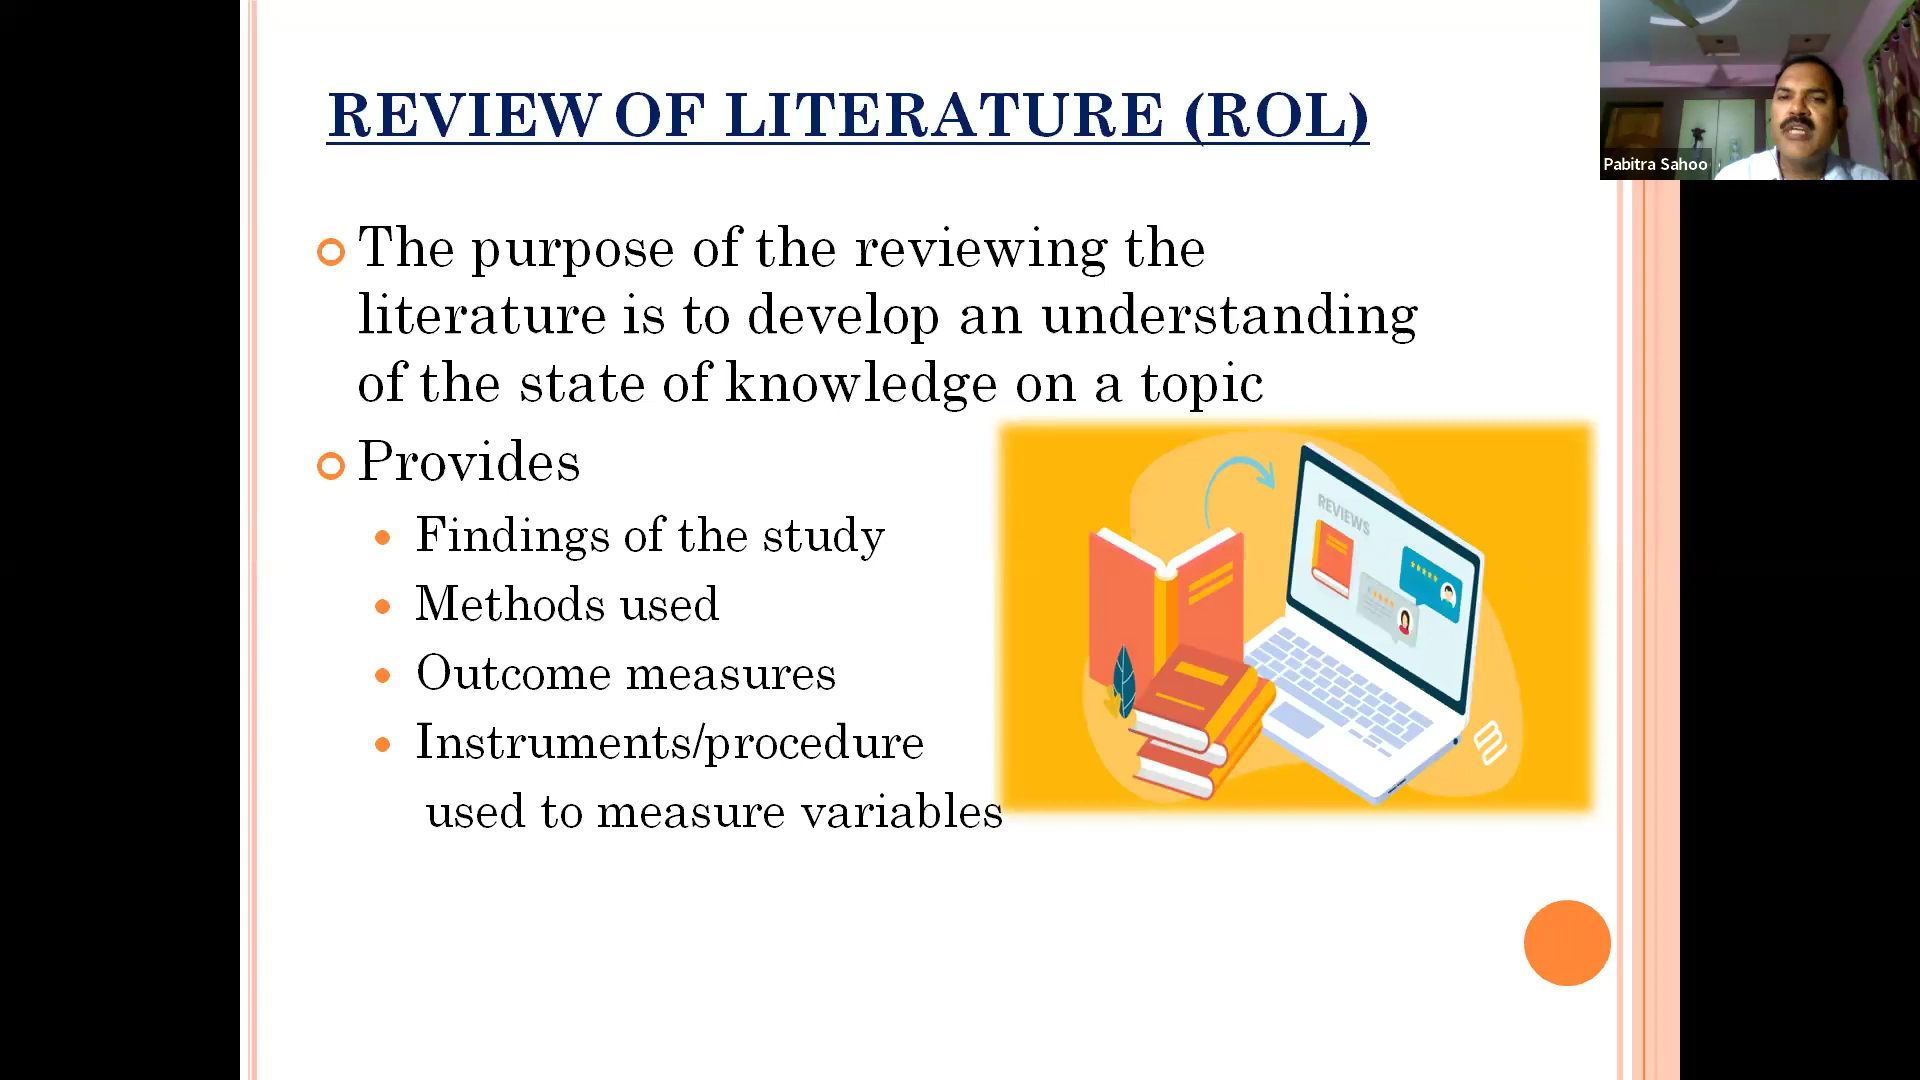 REVIEW OF LITERATURE (ROL)
Pabitra Sahoo
The purpose of the reviewing the
literature is to develop an understanding
of the state of knowledge on a topic
Provides
Findings of the study
Methods used
Outcome measures
Instruments/procedure
used to measure variables
REVIEWS